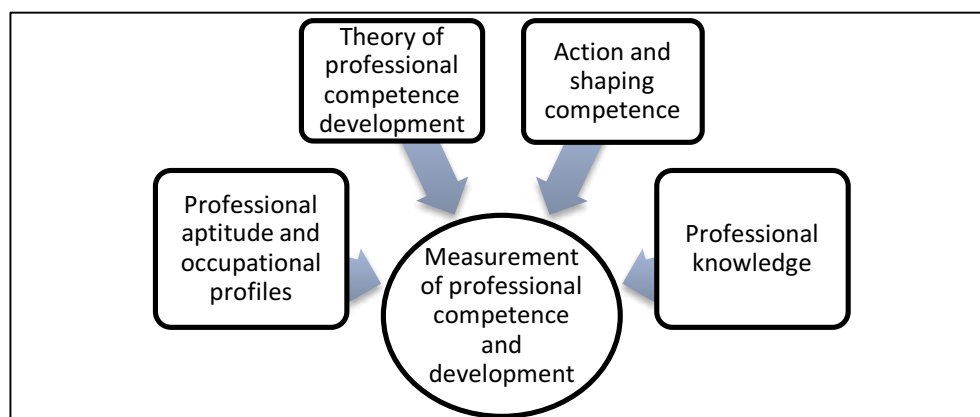 Theory of
professional
competence
development
Action and
shaping
competence
Professional
aptitude and
occupational
profiles
Professional
knowledge
Measurement
of professional
competence
and
development